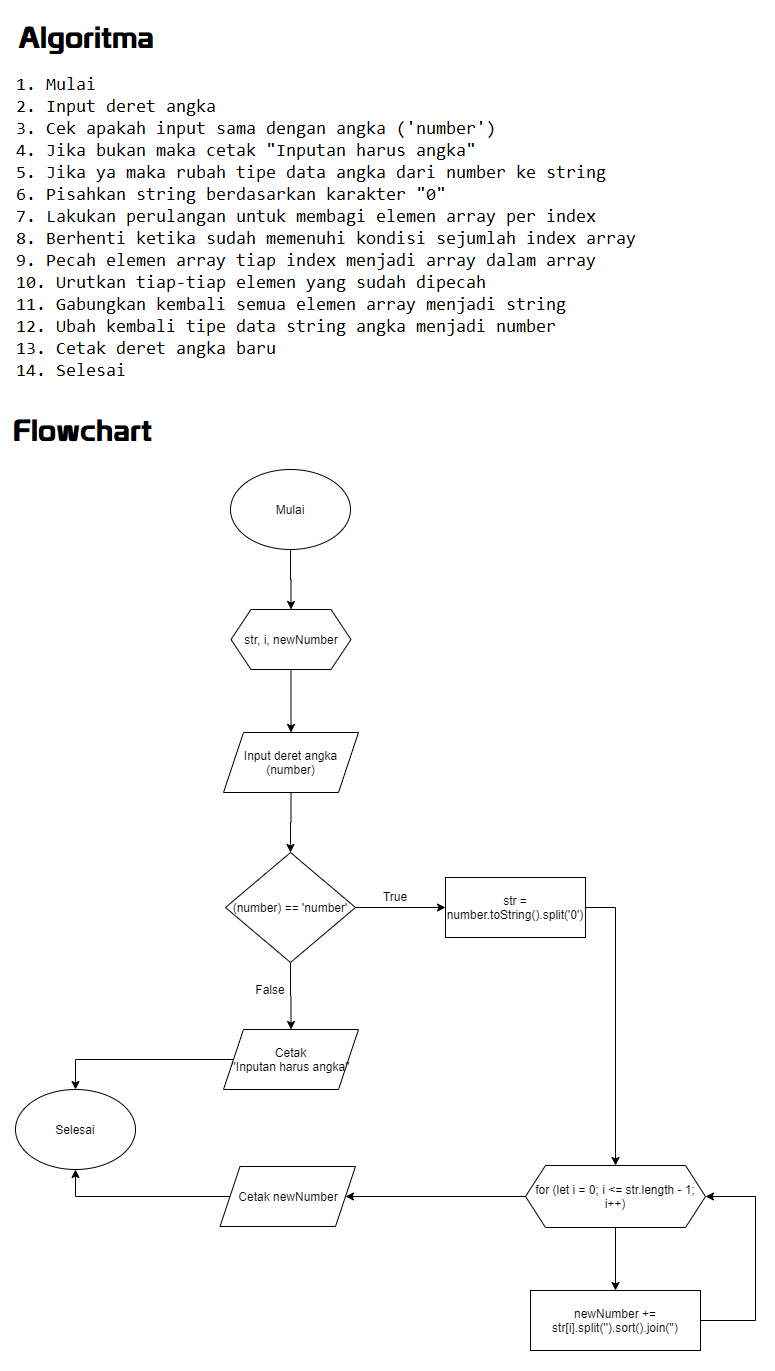 Algoritma
1. Mulai
2. Input deret angka
3. Cek apakah input sama dengan angka ('number')
4. Jika bukan maka cetak "Inputan harus angka"
5. Jika ya maka rubah tipe data angka dari number ke string
6. Pisahkan string berdasarkan karakter "0"
7. Lakukan perulangan untuk membagi elemen array per index
8. Berhenti ketika sudah memenuhi kondisi sejumlah index array
9. Pecah elemen array tiap index menjadi array dalam array
10. Urutkan tiap-tiap elemen yang sudah dipecah
11. Gabungkan kembali semua elemen array menjadi string
12. Ubah kembali tipe data string angka menjadi number
13. Cetak deret angka baru
14. Selesai
Flowchart
Mulai
str, i, newNumber
Input deret angka
(number)
(number) == 'number'
True
str =
number.toString().split('0')
False
Cetak
"Inputan harus angka"
Selesai
Cetak newNumber
for (let i = 0; i <= str.length - 1;
i++)
newNumber +=
str[i].split('').sort().join('')